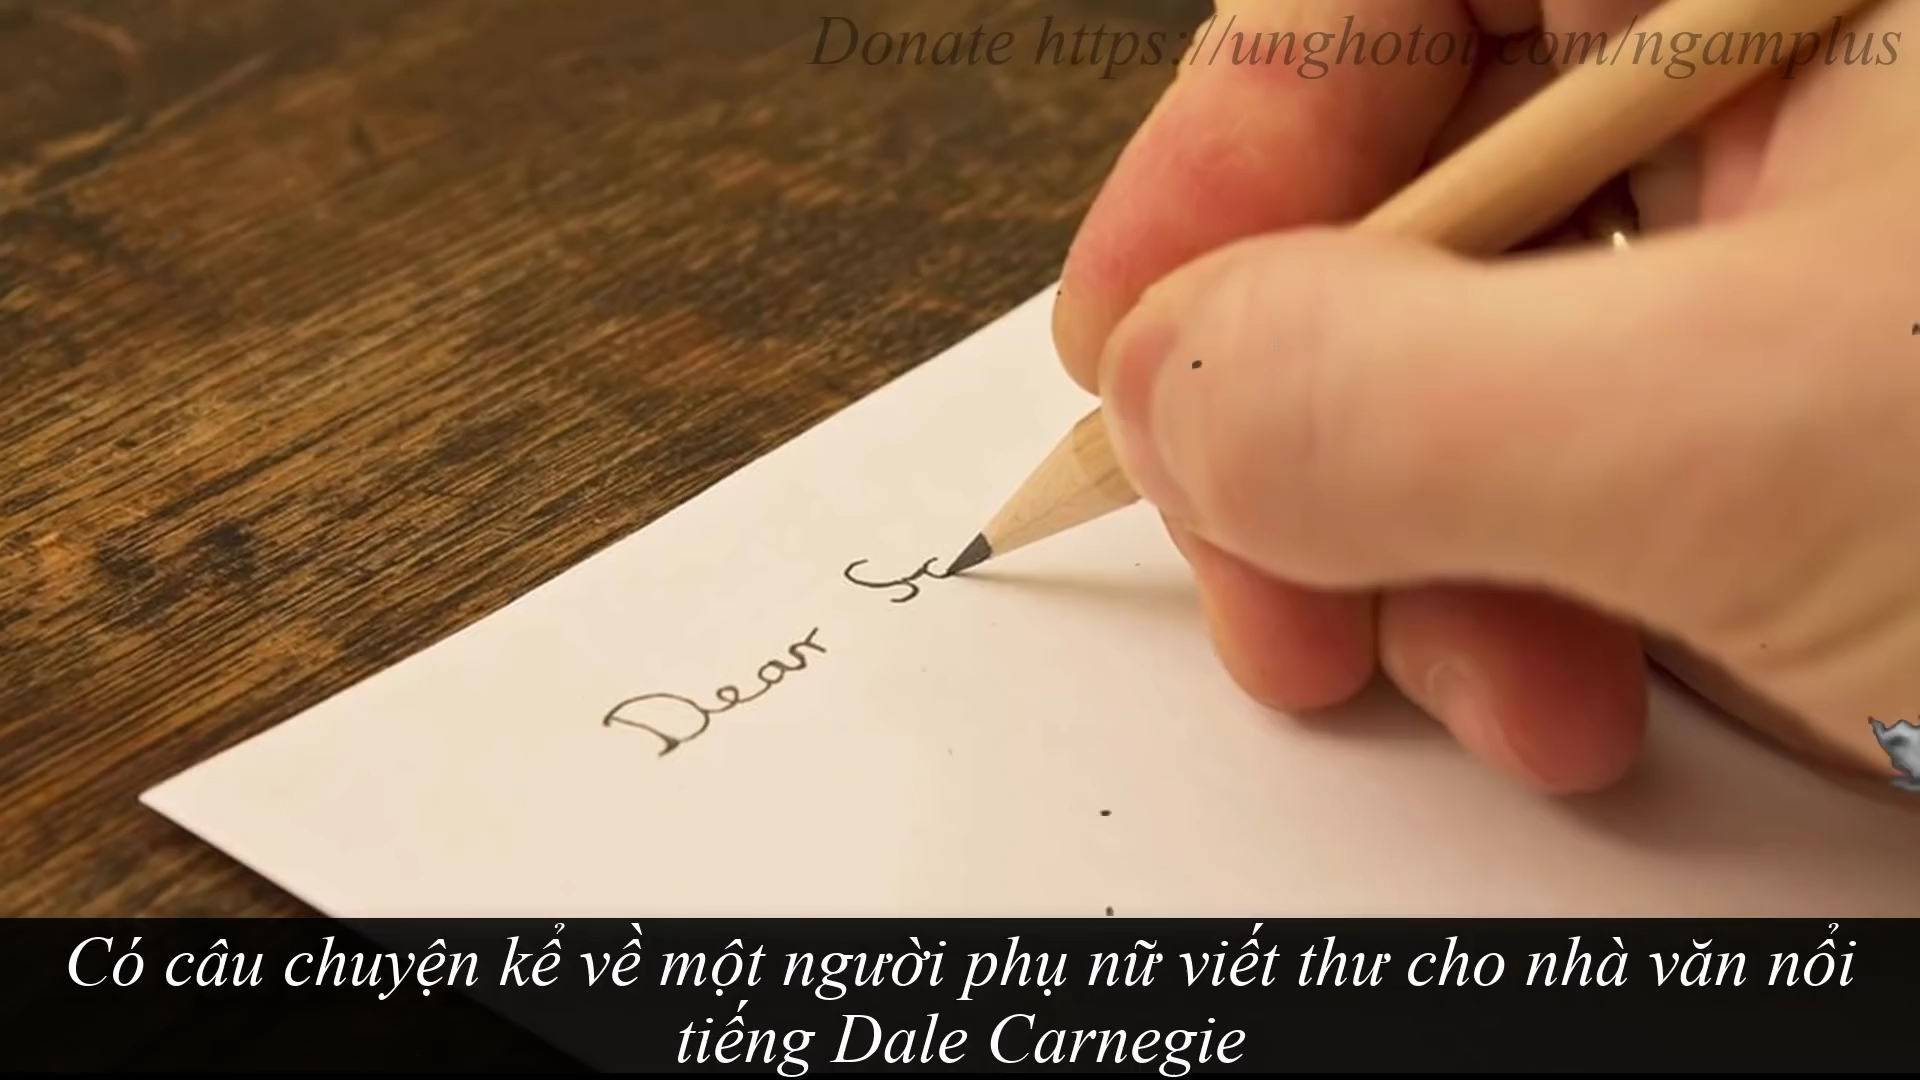 Donate https://unghotoi.com/ngamplus
Dear
Có câu chuyện kể về một người phụ nữ viết thư cho nhà văn nổi
tiếng Dale Carnegie